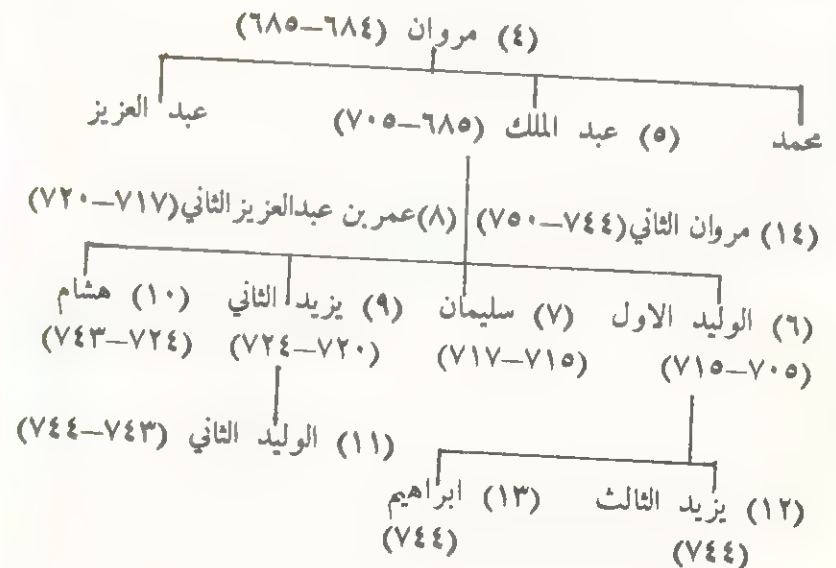 (٤) مروان (٦٨٤–٦٨٥)
محمد (٥) عبد الملك (٦٨٥–٧٠٥) عبد العزيز
(١٤) مروان الثاني (٧٤٤–٧٥٠) (٨) عمر بن عبدالعزيز الثاني (٧١٧–٧٢٠)
(٦) الوليد الاول (٧) سليمان (٩) يزيد الثاني (١٠) هشام
(٧٠٥–٧١٥) (٧١٥–٧١٧) (٧٢٠–٧٢٤) (٧٢٤–٧٤٣)
(١١) الوليد الثاني (٧٤٣–٧٤٤)
(١٢) يزيد الثالث (١٣) ابراهيم
(٧٤٤) (٧٤٤)